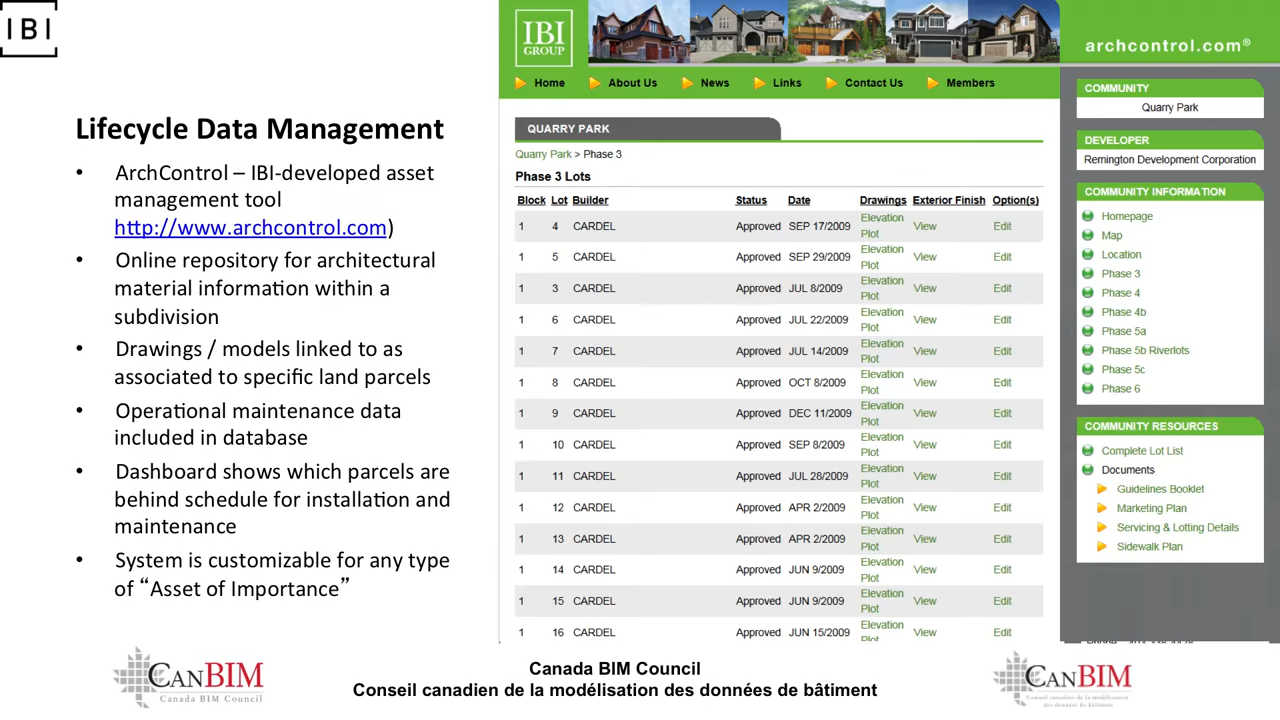 IBI
Lifecycle Data Management
• ArchControl – IBI-developed asset
management tool
http://www.archcontrol.com)
• Online repository for architectural
material information within a
subdivision
• Drawings / models linked to as
associated to specific land parcels
• Operational maintenance data
included in database
• Dashboard shows which parcels are
behind schedule for installation and
maintenance
• System is customizable for any type
of “Asset of Importance”
IBI
GROUP
archcontrol.com®
Home About Us News Links Contact Us Members
QUARRY PARK
Quarry Park > Phase 3
Phase 3 Lots
Block Lot Builder Status Date Drawings Exterior Finish Option(s)
1 4 CARDEL Approved SEP 17/2009 Elevation Plot View Edit
1 5 CARDEL Approved SEP 29/2009 Elevation Plot View Edit
1 3 CARDEL Approved JUL 8/2009 Elevation Plot View Edit
1 6 CARDEL Approved JUL 22/2009 Elevation Plot View Edit
1 7 CARDEL Approved JUL 14/2009 Elevation Plot View Edit
1 8 CARDEL Approved OCT 8/2009 Elevation Plot View Edit
1 9 CARDEL Approved DEC 11/2009 Elevation Plot View Edit
1 10 CARDEL Approved SEP 8/2009 Elevation Plot View Edit
1 11 CARDEL Approved JUL 28/2009 Elevation Plot View Edit
1 12 CARDEL Approved APR 2/2009 Elevation Plot View Edit
1 13 CARDEL Approved APR 2/2009 Elevation Plot View Edit
1 14 CARDEL Approved JUN 9/2009 Elevation Plot View Edit
1 15 CARDEL Approved JUN 9/2009 Elevation Plot View Edit
1 16 CARDEL Approved JUN 15/2009 Elevation Plot View Edit
COMMUNITY
Quarry Park
DEVELOPER
Remington Development Corporation
COMMUNITY INFORMATION
Homepage
Map
Location
Phase 3
Phase 4
Phase 4b
Phase 5a
Phase 5b Riverlots
Phase 5c
Phase 6
COMMUNITY RESOURCES
Complete Lot List
Documents
Guidelines Booklet
Marketing Plan
Servicing & Lotting Details
Sidewalk Plan
CANBIM
Canada BIM Council
Canada BIM Council
Conseil canadien de la modélisation des données de bâtiment
CANBIM
Conseil canadien de la modélisation
des données de bâtiment